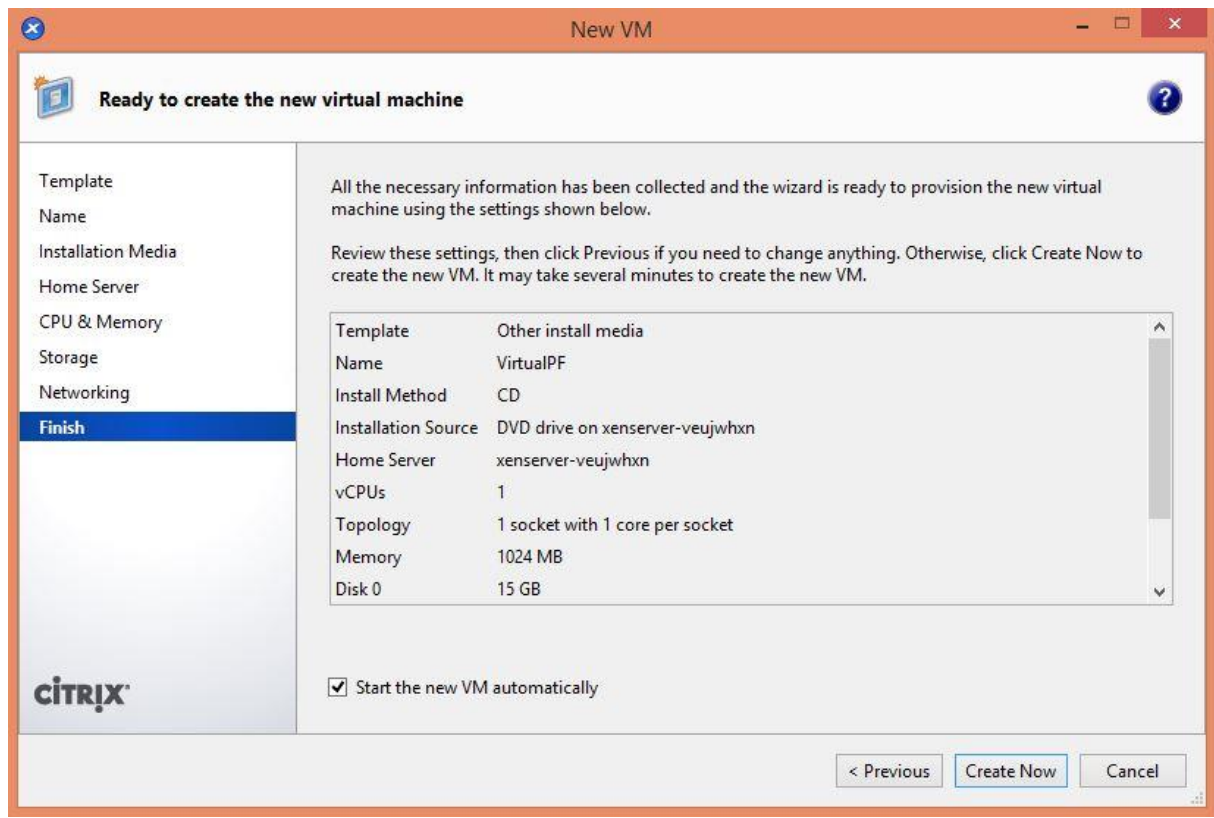 New VM
Ready to create the new virtual machine
?
Template
Name
Installation Media
Home Server
CPU & Memory
Storage
Networking
Finish
All the necessary information has been collected and the wizard is ready to provision the new virtual
machine using the settings shown below.
Review these settings, then click Previous if you need to change anything. Otherwise, click Create Now to
create the new VM. It may take several minutes to create the new VM.
Template Other install media
Name VirtualPF
Install Method CD
Installation Source DVD drive on xenserver-veujwhxn
Home Server xenserver-veujwhxn
vCPUs 1
Topology 1 socket with 1 core per socket
Memory 1024 MB
Disk 0 15 GB
Start the new VM automatically
CİTRIX
< Previous Create Now Cancel